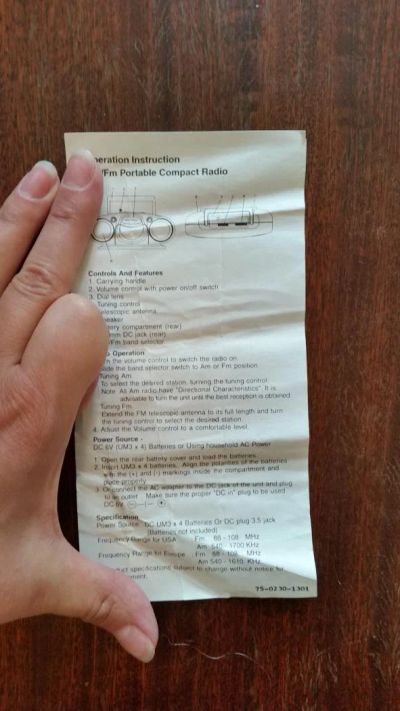 peration Instruction
/Fm Portable Compact Radio
Controls And Features
1. Carrying handle
2. Volume control with power on/off switch
3. Dial lens
Tuning control
elescopic antenna
eaker
ery compartment (rear)
mm DC jack (rear)
Fm band selector
o Operation
n the volume control to switch the radio on.
ide the band selector switch to Am or Fm position.
Tuning Am
To select the desired station, turning the tuning control.
Note: All Am radio have "Directional Characteristics". It is
advisable to turn the unit until the best reception is obtained
Tuning Fm
Extend the FM telescopic antenna to its full length and turn
the tuning control to select the desired station.
4. Adjust the Volume control to a comfortable level.
Power Source -
DC 6V (UM3 x 4) Batteries or Using household AC Power
1. Open the rear battety cover and load the batteries.
2. Insert UM3 x 4 batteries. Align the polarities of the batteries
with the (+) and (-) markings inside the compartment and
plate properly
3. Or connect the AC adapter to the DC jack of the unit and plug
to an outlet. Make sure the proper "DC in" plug to be used
DC 6V
Specification
Power Source: DC UM3 x 4 Batteries Or DC plug 3.5 jack
(Batteries not included)
Frequency Range for USA: Fm 88 - 108 MHz
Am 540 - 1700 KHz
Frequency Range for Europe: Fm 88 - 108 MHz
Am 540 - 1610 KHz
uct specifications subject to change without notice for
ement.
75-0230-1301